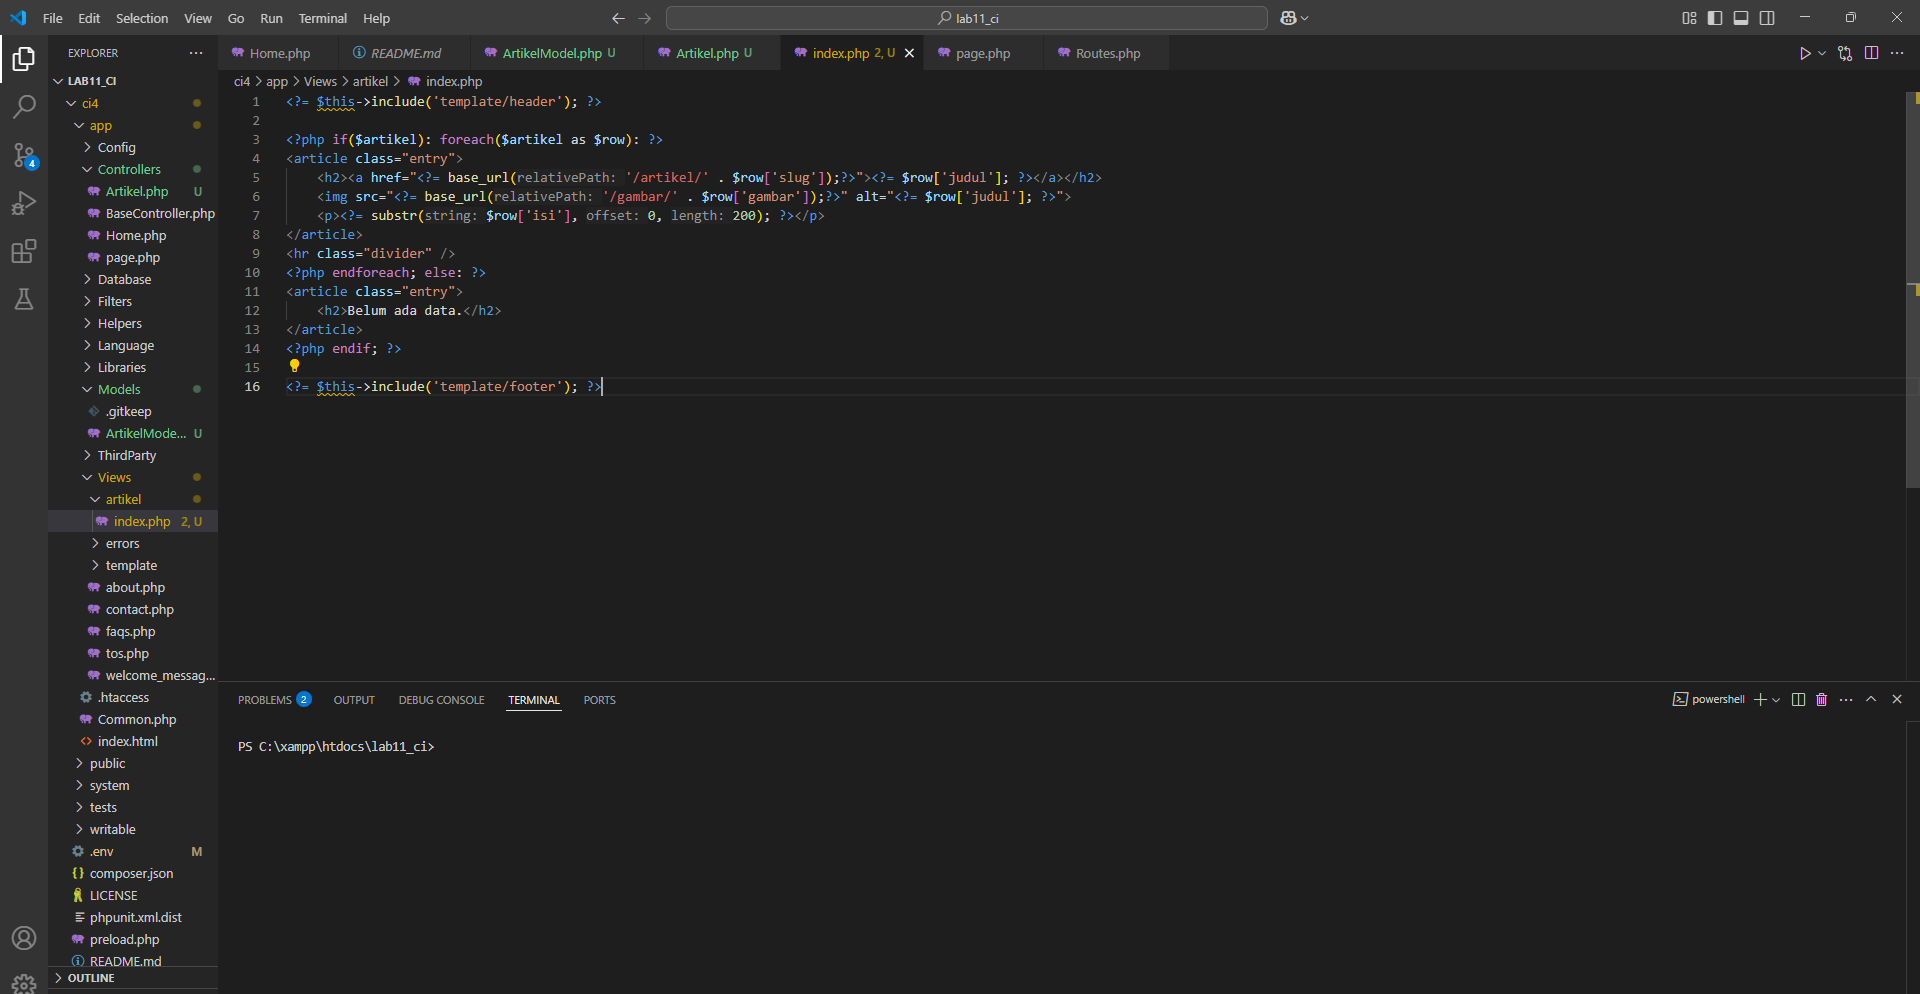 File Edit Selection View Go Run Terminal Help
lab11_ci
EXPLORER
LAB11_CI
ci4
app
Config
Controllers
Artikel.php U
BaseController.php
Home.php
page.php
Database
Filters
Helpers
Language
Libraries
Models
.gitkeep
ArtikelMode... U
ThirdParty
Views
artikel
index.php 2, U
errors
template
about.php
contact.php
faqs.php
tos.php
welcome_messag...
.htaccess
Common.php
index.html
public
system
tests
writable
.env M
composer.json
LICENSE
phpunit.xml.dist
preload.php
README.md
OUTLINE
4
Home.php README.md ArtikelModel.php U Artikel.php U index.php 2, U page.php Routes.php
ci4 > app > Views > artikel > index.php
1 <?= $this->include('template/header'); ?>
2
3 <?php if($artikel): foreach($artikel as $row): ?>
4 <article class="entry">
5 <h2><a href="<?= base_url(relativePath: '/artikel/' . $row['slug']);?>"><?= $row['judul']; ?></a></h2>
6 <img src="<?= base_url(relativePath: '/gambar/' . $row['gambar']);?>" alt="<?= $row['judul']; ?>">
7 <p><?= substr(string: $row['isi'], offset: 0, length: 200); ?></p>
8 </article>
9 <hr class="divider" />
10 <?php endforeach; else: ?>
11 <article class="entry">
12 <h2>Belum ada data.</h2>
13 </article>
14 <?php endif; ?>
15
16 <?= $this->include('template/footer'); ?>
PROBLEMS 2 OUTPUT DEBUG CONSOLE TERMINAL PORTS
powershell
PS C:\xampp\htdocs\lab11_ci>